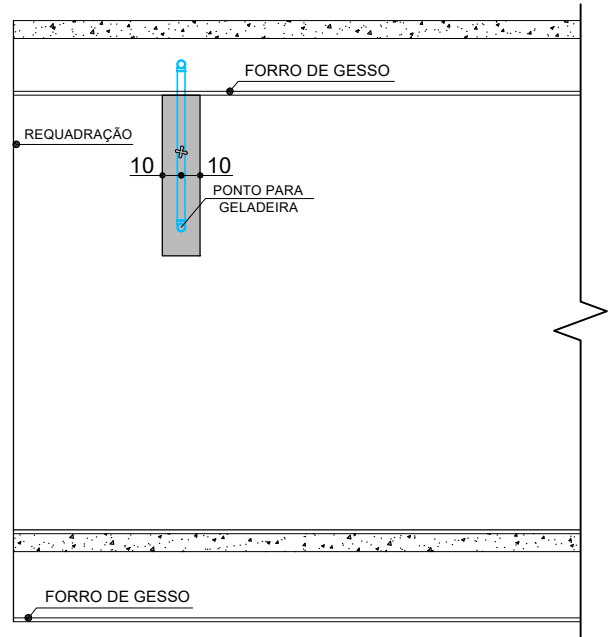 FORRO DE GESSO
REQUADRAÇÃO
10 10
PONTO PARA
GELADEIRA
FORRO DE GESSO